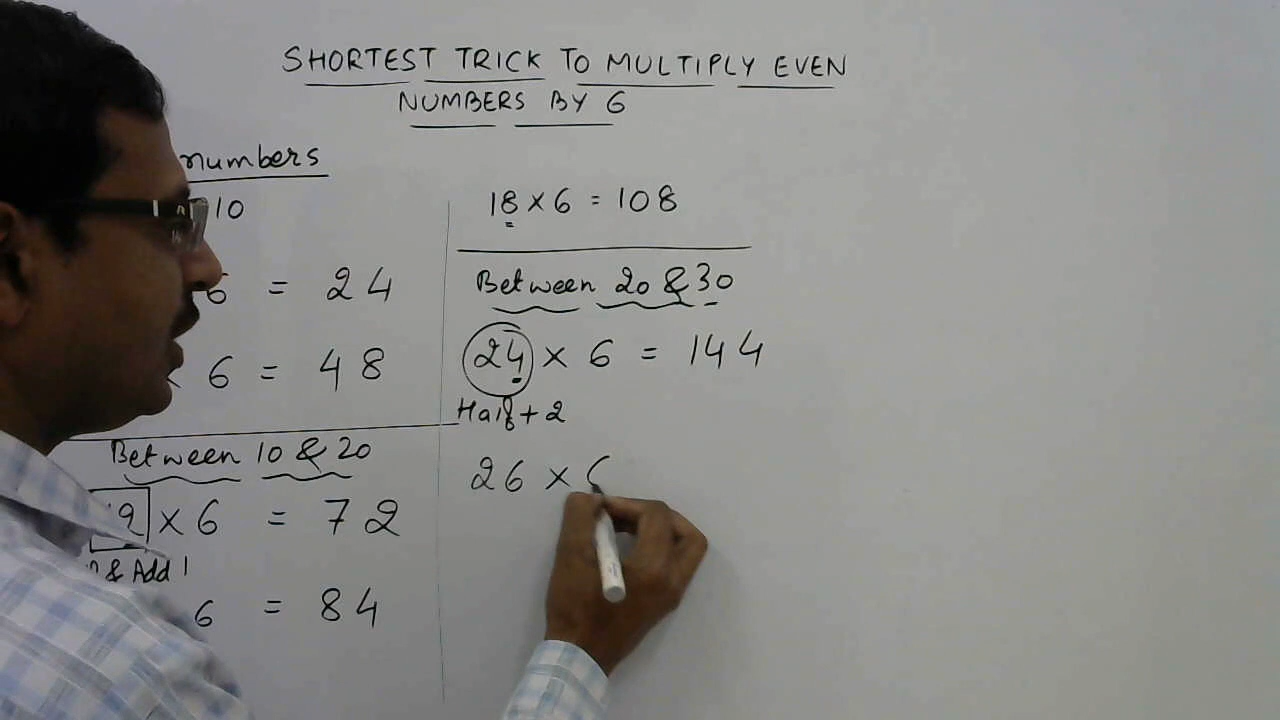 SHORTEST TRICK TO MULTIPLY EVEN
NUMBERS BY 6
numbers
10
6 = 24
6 = 48
Between 10 & 20
12 × 6 = 72
& Add 1
6 = 84
18 × 6 = 108
Between 20 & 30
24 × 6 = 144
Half + 2
26 × 6